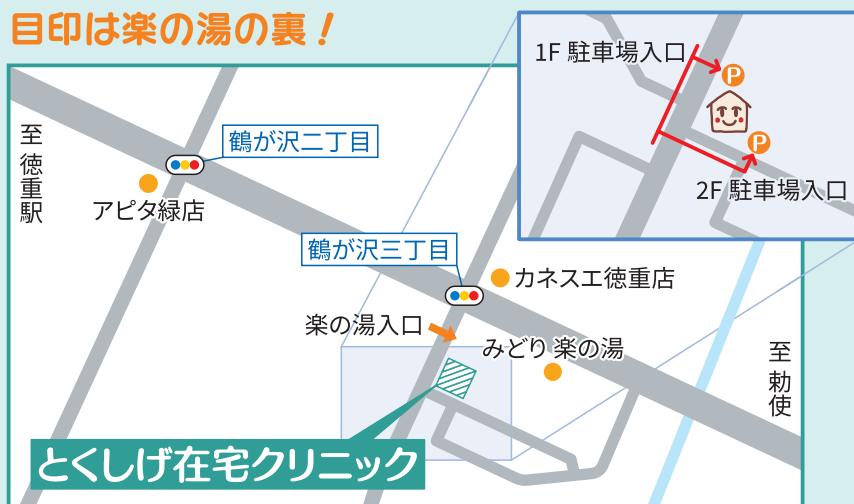 目印は楽の湯の裏！
1F 駐車場入口
P
P
2F 駐車場入口
至 徳重駅
鶴が沢二丁目
アピタ緑店
鶴が沢三丁目
カネスエ徳重店
楽の湯入口
みどり 楽の湯
至 勅使
とくしげ在宅クリニック